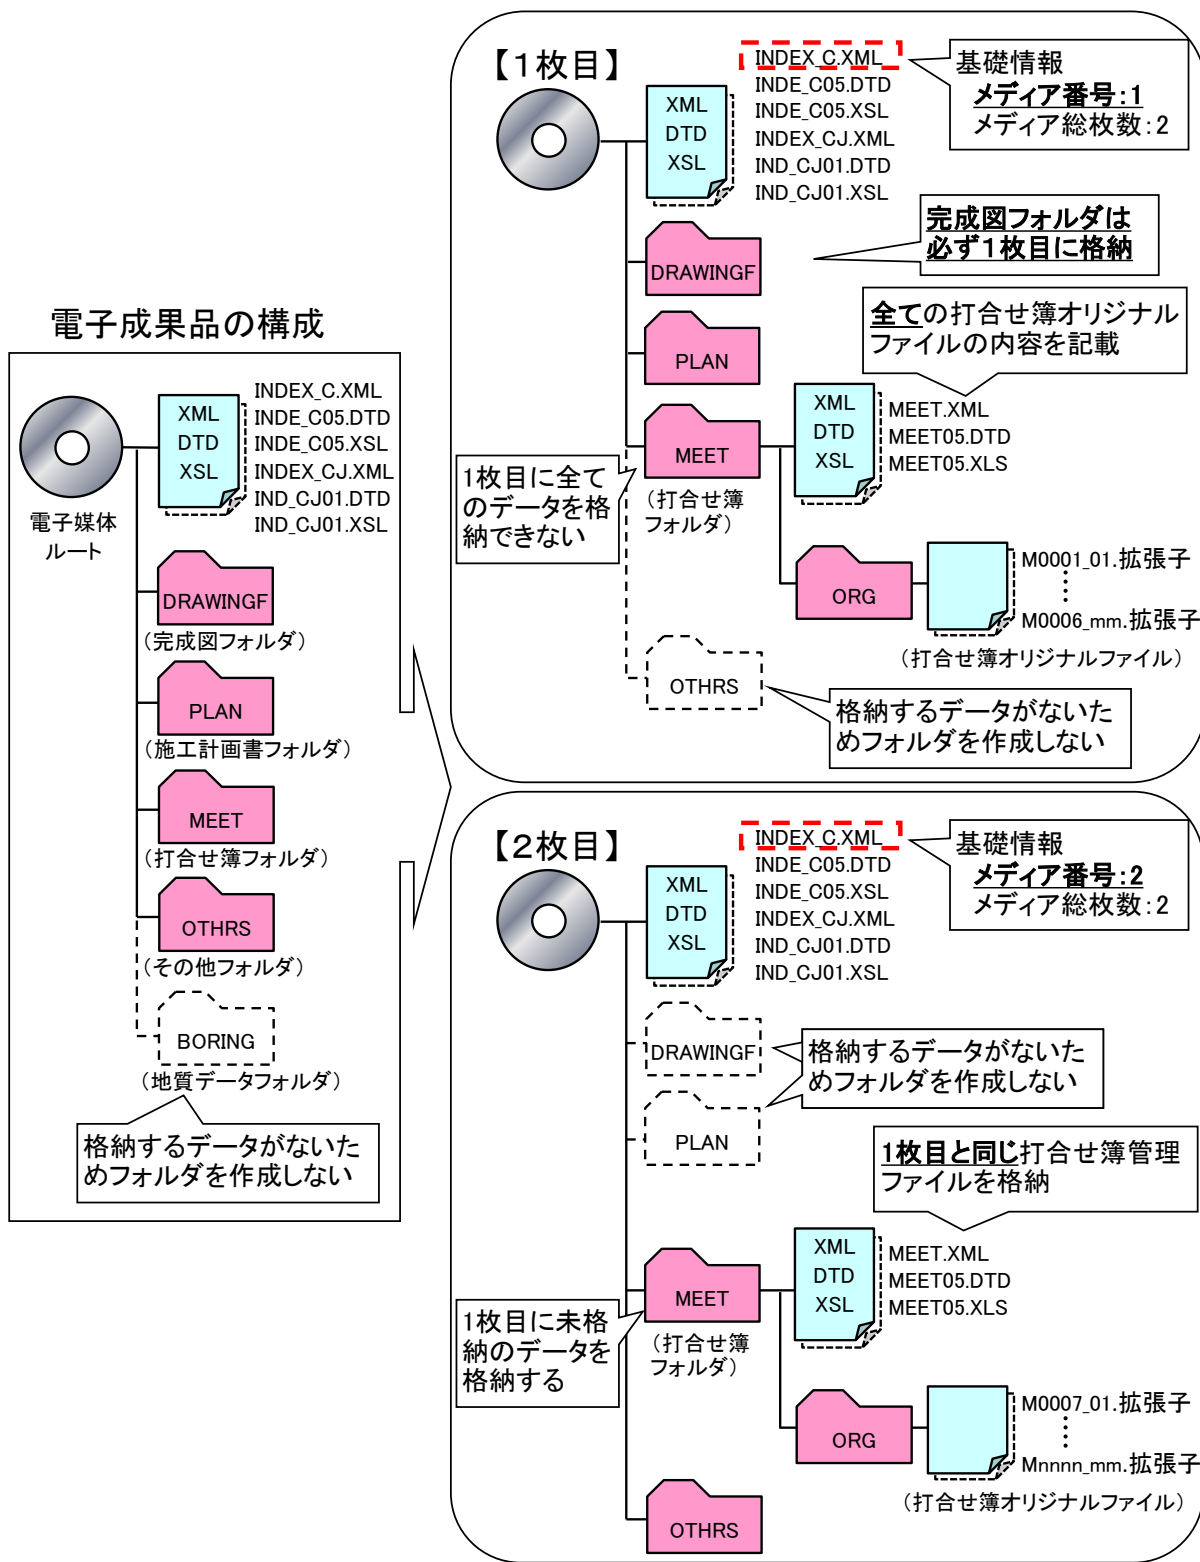 電子成果品の構成
INDEX_C.XML
INDE_C05.DTD
INDE_C05.XSL
INDEX_CJ.XML
IND_CJ01.DTD
IND_CJ01.XSL
XML
DTD
XSL
電子媒体
ルート
DRAWINGF
（完成図フォルダ）
PLAN
（施工計画書フォルダ）
MEET
（打合せ簿フォルダ）
OTHRS
（その他フォルダ）
BORING
（地質データフォルダ）
格納するデータがないた
めフォルダを作成しない
【1枚目】
INDEX_C.XML
INDE_C05.DTD
INDE_C05.XSL
INDEX_CJ.XML
IND_CJ01.DTD
IND_CJ01.XSL
XML
DTD
XSL
基礎情報
メディア番号：1
メディア総枚数：2
DRAWINGF
完成図フォルダは
必ず1枚目に格納
PLAN
全ての打合せ簿オリジナル
ファイルの内容を記載
MEET
（打合せ簿
フォルダ）
1枚目に全て
のデータを格
納できない
XML
DTD
XSL
MEET.XML
MEET05.DTD
MEET05.XLS
ORG
M0001_01.拡張子
⋮
M0006_mm.拡張子
（打合せ簿オリジナルファイル）
OTHRS
格納するデータがないた
めフォルダを作成しない
【2枚目】
INDEX_C.XML
INDE_C05.DTD
INDE_C05.XSL
INDEX_CJ.XML
IND_CJ01.DTD
IND_CJ01.XSL
XML
DTD
XSL
基礎情報
メディア番号：2
メディア総枚数：2
DRAWINGF
PLAN
格納するデータがないた
めフォルダを作成しない
1枚目と同じ打合せ簿管理
ファイルを格納
MEET
（打合せ簿
フォルダ）
1枚目に未格
納のデータを
格納する
XML
DTD
XSL
MEET.XML
MEET05.DTD
MEET05.XLS
ORG
M0007_01.拡張子
⋮
Mnnnn_mm.拡張子
（打合せ簿オリジナルファイル）
OTHRS